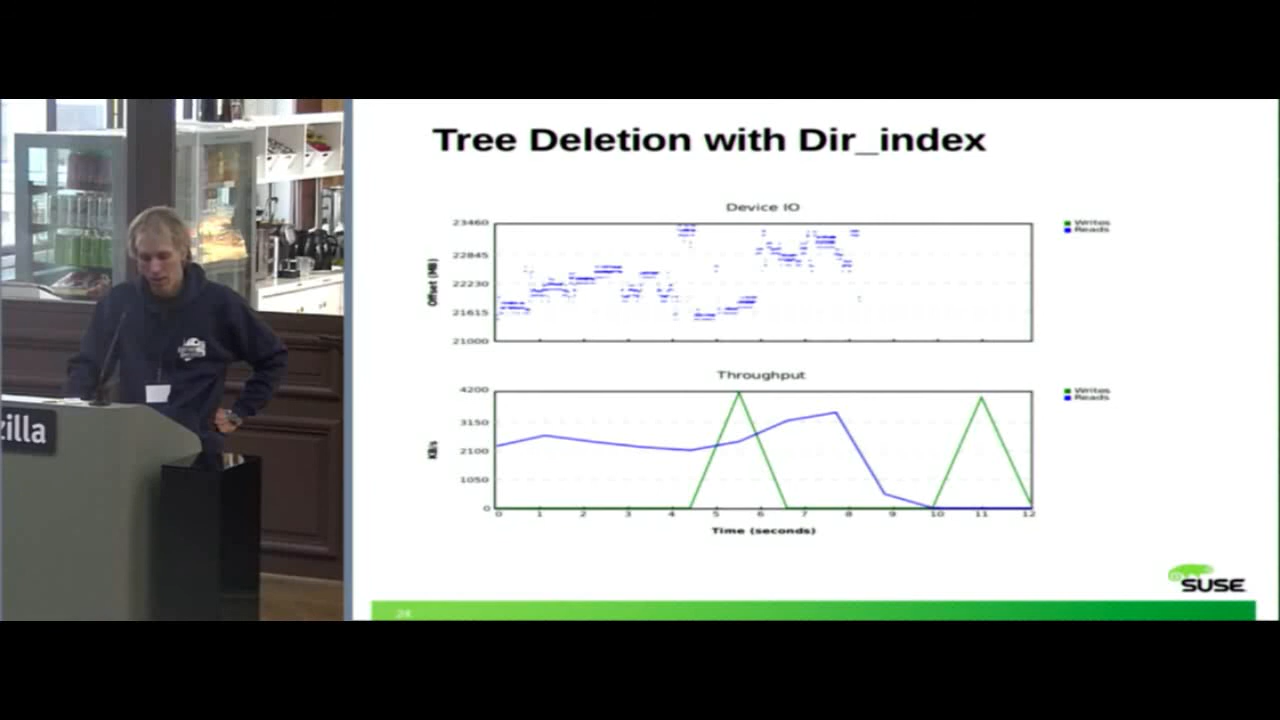 Tree Deletion with Dir_index
Device IO
23460
22845
22230
21615
21000
Offset (MB)
Writes
Reads
Throughput
4200
3150
2100
1050
0
KB/s
Writes
Reads
0 1 2 3 4 5 6 7 8 9 10 11 12
Time (seconds)
zilla
SUSE
24